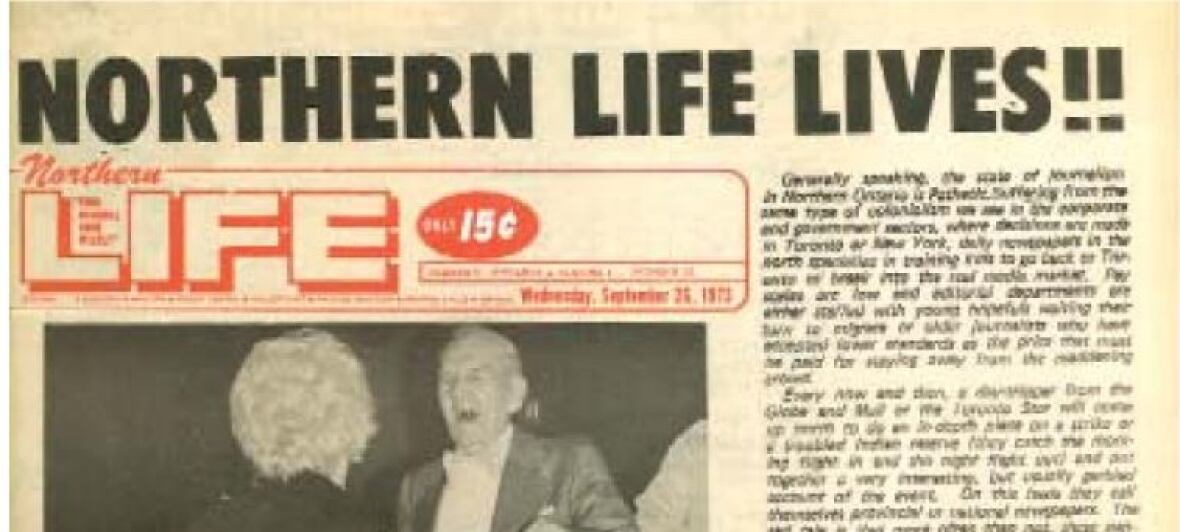 NORTHERN LIFE LIVES!!
Northern
LIFE
ONLY 15¢
Wednesday, September 26, 1973
Generally speaking, the state of journalism
in Northern Ontario is Pathetic. Suffering from the
same type of colonialism we see in the corporate
and government sectors, where decisions are made
in Toronto or New York, daily newspapers in the
north specialize in training kids to go back to Tor-
onto or break into the real media market. Pay
scales are low and editorial departments are
either staffed with young hopefuls waiting their
turn to migrate or older journalists who have
accepted lower standards as the price that must
be paid for staying away from the maddening
crowd.
Every now and then, a day-tripper from the
Globe and Mail or the Toronto Star will come
up north to do an in-depth piece on a strike or
a troubled Indian reserve (they catch the morn-
ing flight in and the night flight out) and put
together a very interesting, but usually garbled
account of the event. On this basis they call
themselves provincial or national newspapers. The